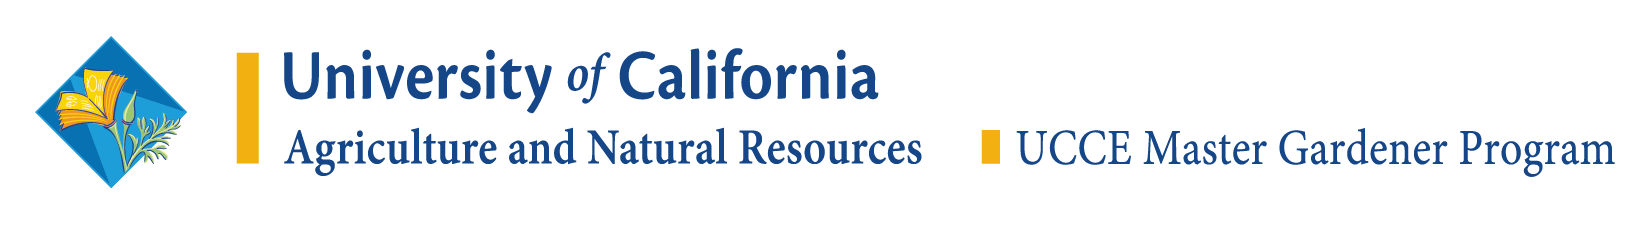 University of California
Agriculture and Natural Resources
UCCE Master Gardener Program